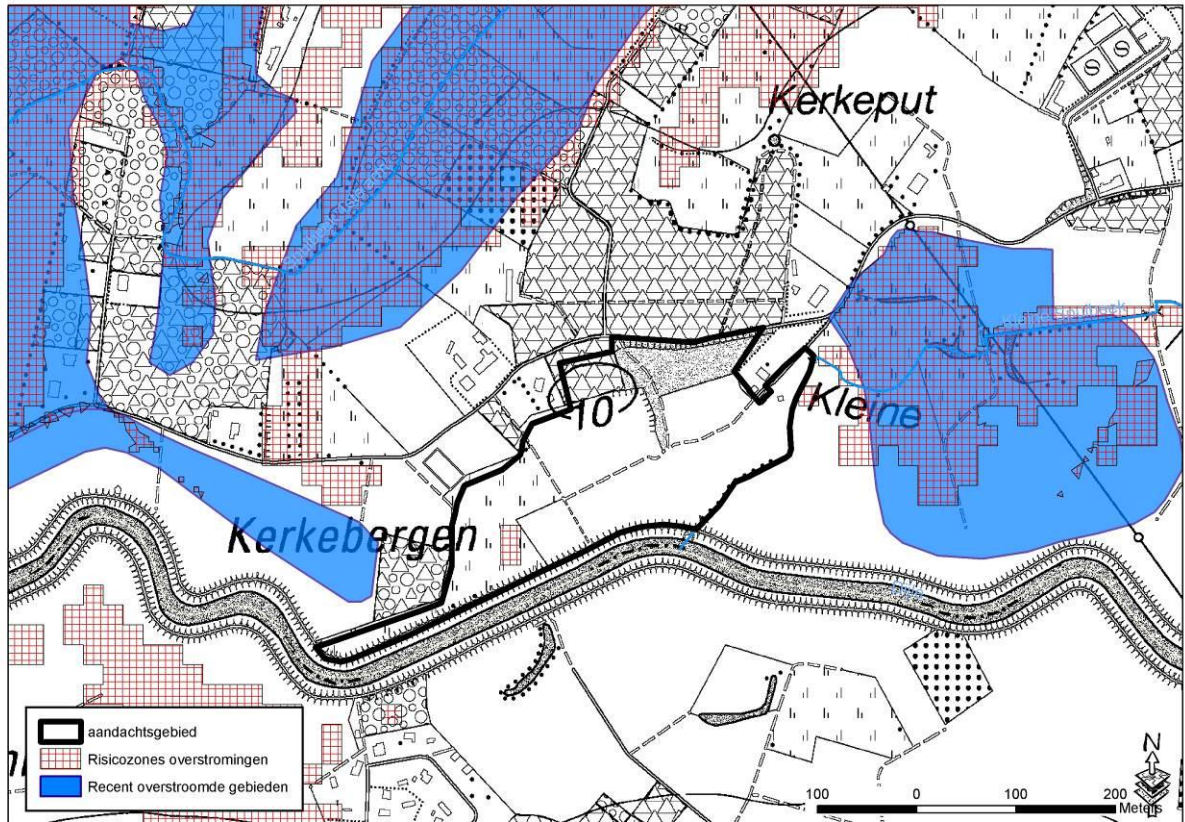 Kerkeput
S
S
10
Kleine
Kerkebergen
aandachtsgebied
Risicozones overstromingen
Recent overstroomde gebieden
N
100 0 100 200
Meters